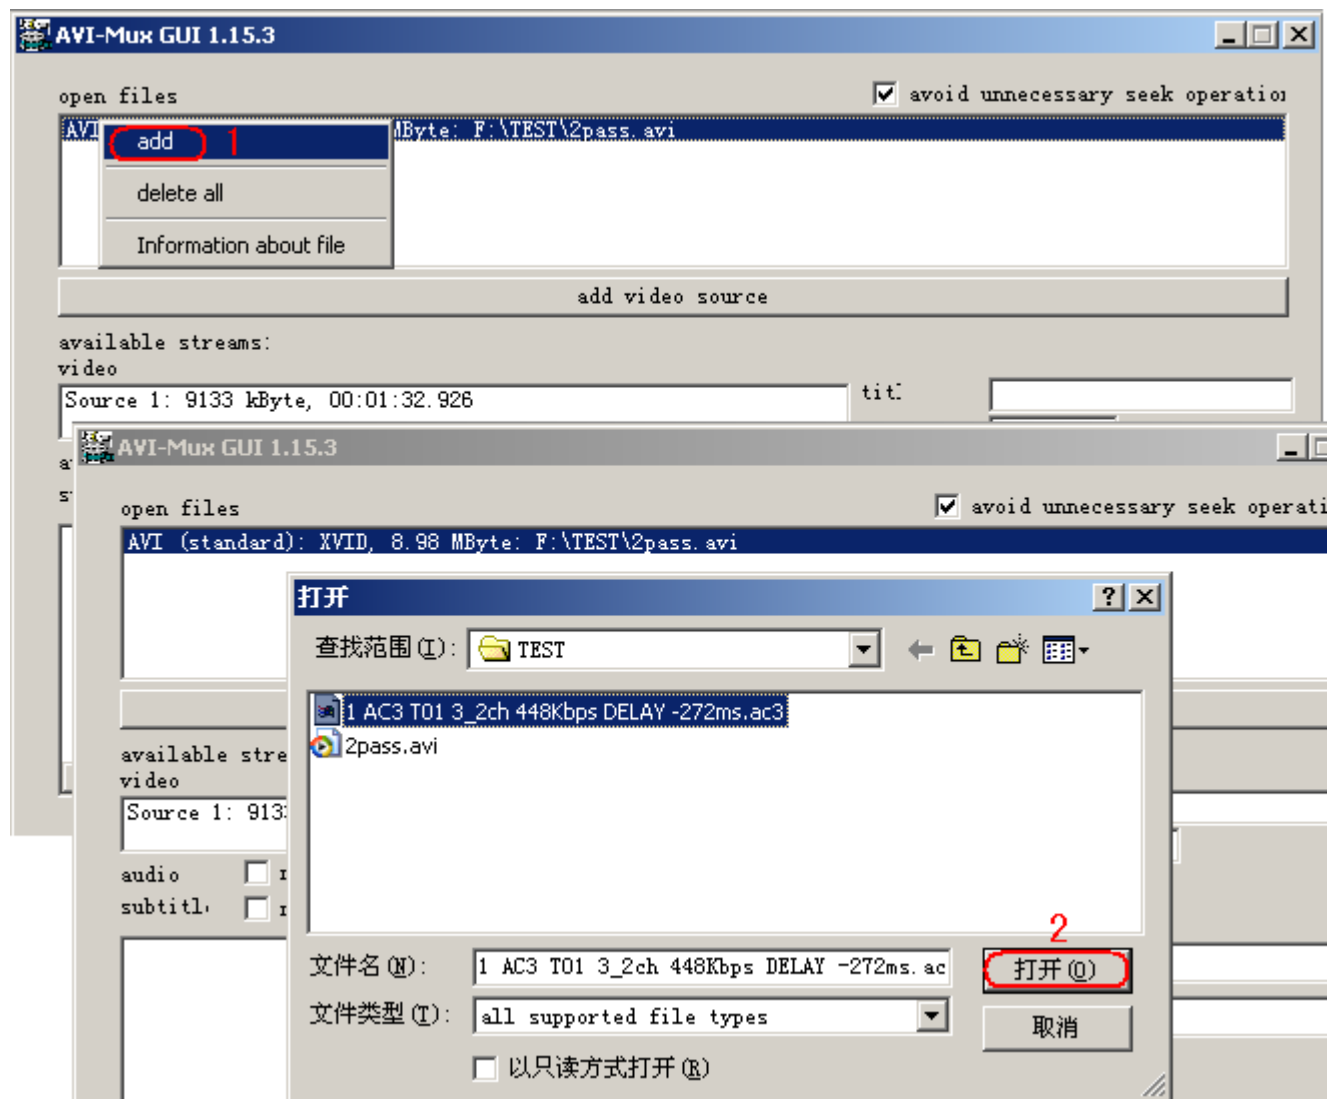 AVI-Mux GUI 1.15.3
open files
avoid unnecessary seek operation
AVI MByte: F:\TEST\2pass.avi
add 1
delete all
Information about file
add video source
available streams:
video
Source 1: 9133 kByte, 00:01:32.926
AVI-Mux GUI 1.15.3
open files
avoid unnecessary seek operati
AVI (standard): XVID, 8.98 MByte: F:\TEST\2pass.avi
打开
查找范围(I): TEST
1 AC3 T01 3_2ch 448Kbps DELAY -272ms.ac3
2pass.avi
available stre
video
Source 1: 913
audio
subtitl
2
文件名(N): 1 AC3 T01 3_2ch 448Kbps DELAY -272ms.ac
打开(O)
文件类型(T): all supported file types
取消
以只读方式打开(R)